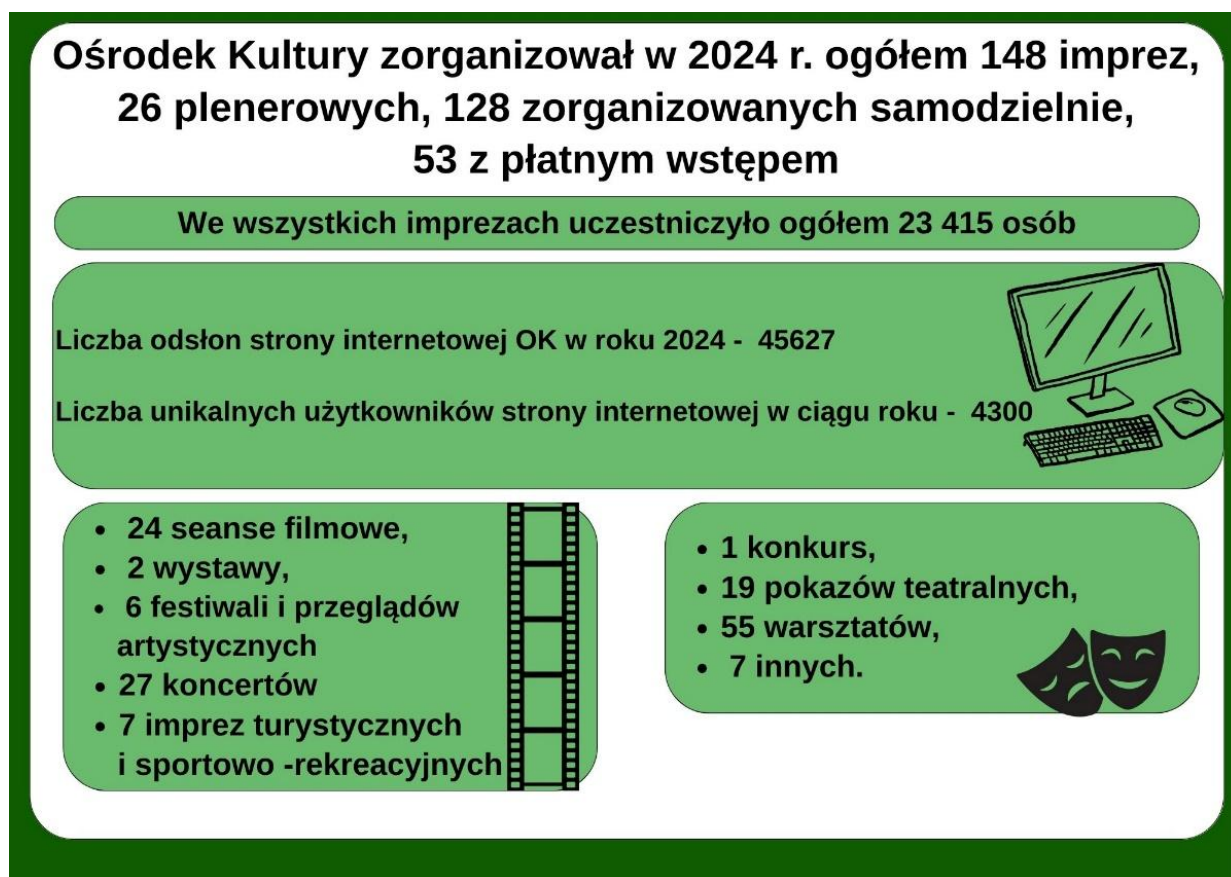 Ośrodek Kultury zorganizował w 2024 r. ogółem 148 imprez,
26 plenerowych, 128 zorganizowanych samodzielnie,
53 z płatnym wstępem
We wszystkich imprezach uczestniczyło ogółem 23 415 osób
Liczba odsłon strony internetowej OK w roku 2024 - 45627
Liczba unikalnych użytkowników strony internetowej w ciągu roku - 4300
• 24 seanse filmowe,
• 2 wystawy,
• 6 festiwali i przeglądów
artystycznych
• 27 koncertów
• 7 imprez turystycznych
i sportowo -rekreacyjnych
• 1 konkurs,
• 19 pokazów teatralnych,
• 55 warsztatów,
• 7 innych.